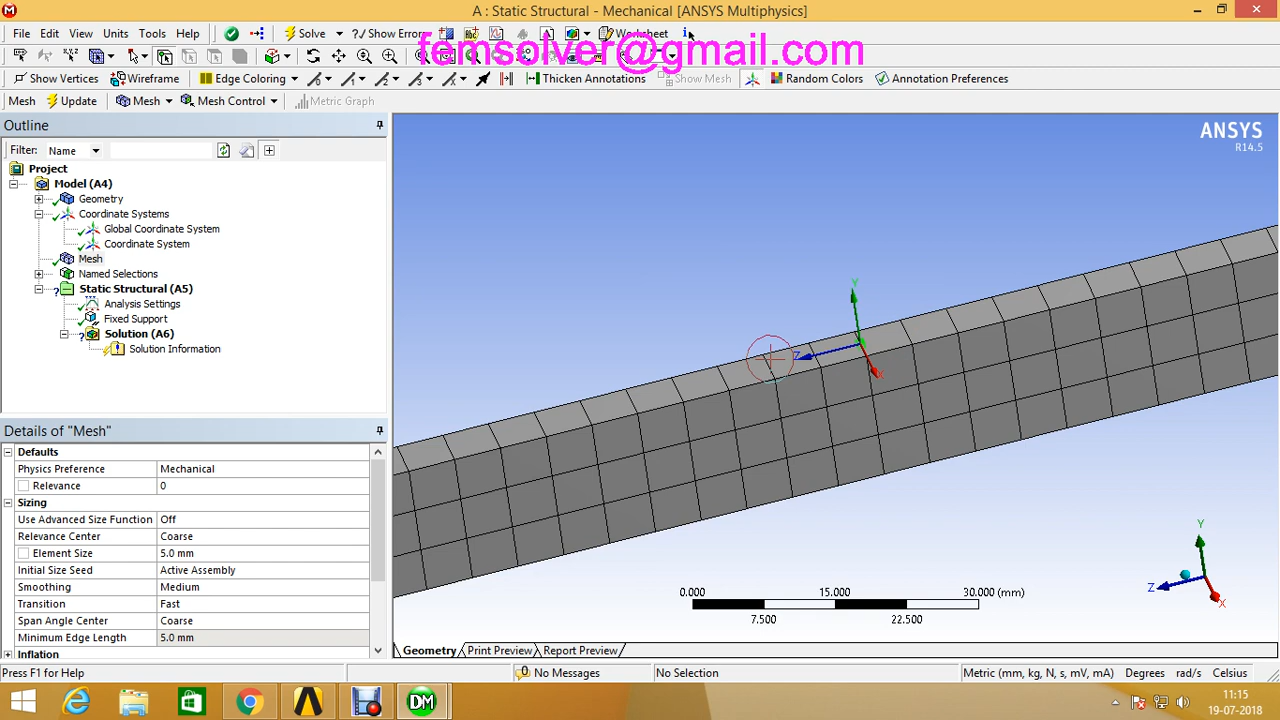 A : Static Structural - Mechanical [ANSYS Multiphysics]
File Edit View Units Tools Help Solve ?/ Show Errors Worksheet
femsolver@gmail.com
Show Vertices Wireframe Edge Coloring Thicken Annotations Show Mesh Random Colors Annotation Preferences
Mesh Update Mesh Mesh Control Metric Graph
Outline
Filter: Name
Project
Model (A4)
Geometry
Coordinate Systems
Global Coordinate System
Coordinate System
Mesh
Named Selections
Static Structural (A5)
Analysis Settings
Fixed Support
Solution (A6)
Solution Information
Details of "Mesh"
Defaults
Physics Preference Mechanical
Relevance 0
Sizing
Use Advanced Size Function Off
Relevance Center Coarse
Element Size 5.0 mm
Initial Size Seed Active Assembly
Smoothing Medium
Transition Fast
Span Angle Center Coarse
Minimum Edge Length 5.0 mm
Inflation
ANSYS
R14.5
Y
Z
X
Y
Z
X
0.000 15.000 30.000 (mm)
7.500 22.500
Geometry Print Preview Report Preview
Press F1 for Help No Messages No Selection Metric (mm, kg, N, s, mV, mA) Degrees rad/s Celsius
DM
11:15
19-07-2018